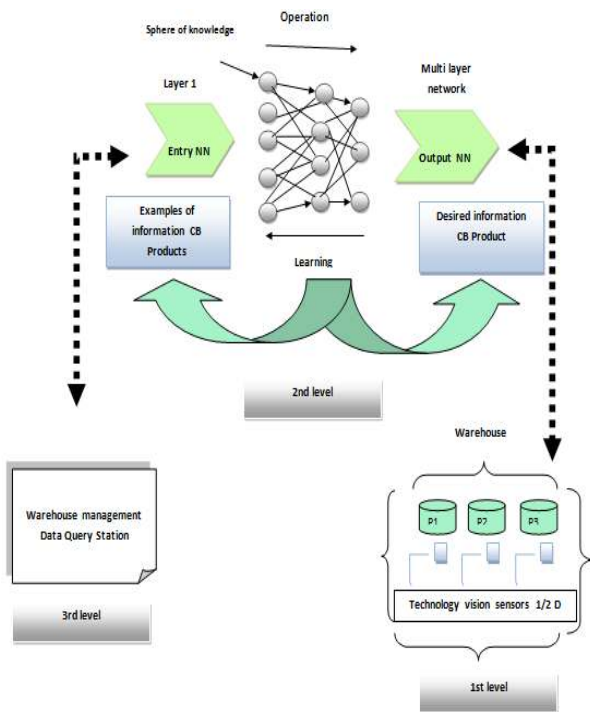 Operation
Sphere of knowledge
Layer 1
Multi layer
network
Entry NN
Output NN
Examples of
information CB
Products
Desired information
CB Product
Learning
2nd level
Warehouse
P1
P2
P3
Warehouse management
Data Query Station
Technology vision sensors 1/2 D
3rd level
1st level